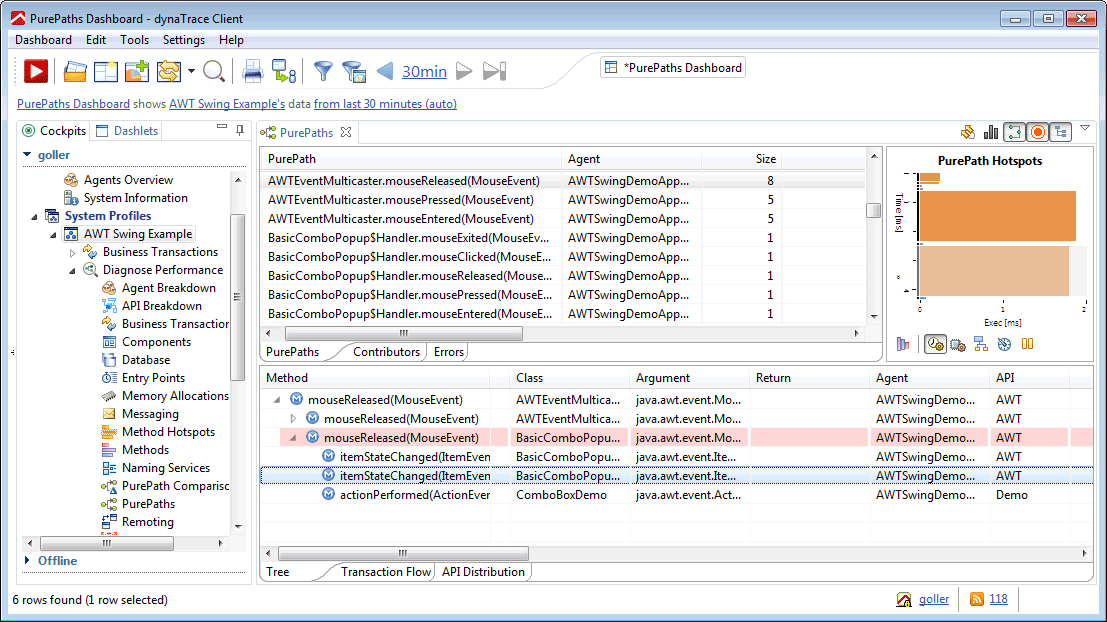 PurePaths Dashboard - dynaTrace Client
Dashboard Edit Tools Settings Help
30min
*PurePaths Dashboard
PurePaths Dashboard shows AWT Swing Example's data from last 30 minutes (auto)
Cockpits Dashlets
goller
Agents Overview
System Information
System Profiles
AWT Swing Example
Business Transactions
Diagnose Performance
Agent Breakdown
API Breakdown
Business Transaction
Components
Database
Entry Points
Memory Allocations
Messaging
Method Hotspots
Methods
Naming Services
PurePath Comparisc
PurePaths
Remoting
Offline
PurePaths
PurePath Agent Size
AWTEventMulticaster.mouseReleased(MouseEvent) AWTSwingDemoApp... 8
AWTEventMulticaster.mousePressed(MouseEvent) AWTSwingDemoApp... 5
AWTEventMulticaster.mouseEntered(MouseEvent) AWTSwingDemoApp... 5
BasicComboPopup$Handler.mouseExited(MouseEv... AWTSwingDemoApp... 1
BasicComboPopup$Handler.mouseClicked(MouseE... AWTSwingDemoApp... 1
BasicComboPopup$Handler.mouseReleased(Mouse... AWTSwingDemoApp... 1
BasicComboPopup$Handler.mousePressed(MouseE... AWTSwingDemoApp... 1
BasicComboPopup$Handler.mouseEntered(MouseE... AWTSwingDemoApp... 1
PurePaths Contributors Errors
PurePath Hotspots
Time [ms]
0 1 2
Exec [ms]
Method Class Argument Return Agent API
mouseReleased(MouseEvent) AWTEventMultica... java.awt.event.Mo... AWTSwingDemo... AWT
mouseReleased(MouseEvent) AWTEventMultica... java.awt.event.Mo... AWTSwingDemo... AWT
mouseReleased(MouseEvent) BasicComboPopu... java.awt.event.Mo... AWTSwingDemo... AWT
itemStateChanged(ItemEven BasicComboPopu... java.awt.event.Ite... AWTSwingDemo... AWT
itemStateChanged(ItemEven BasicComboPopu... java.awt.event.Ite... AWTSwingDemo... AWT
actionPerformed(ActionEver ComboBoxDemo java.awt.event.Act... AWTSwingDemo... Demo
Tree Transaction Flow API Distribution
6 rows found (1 row selected)
goller 118